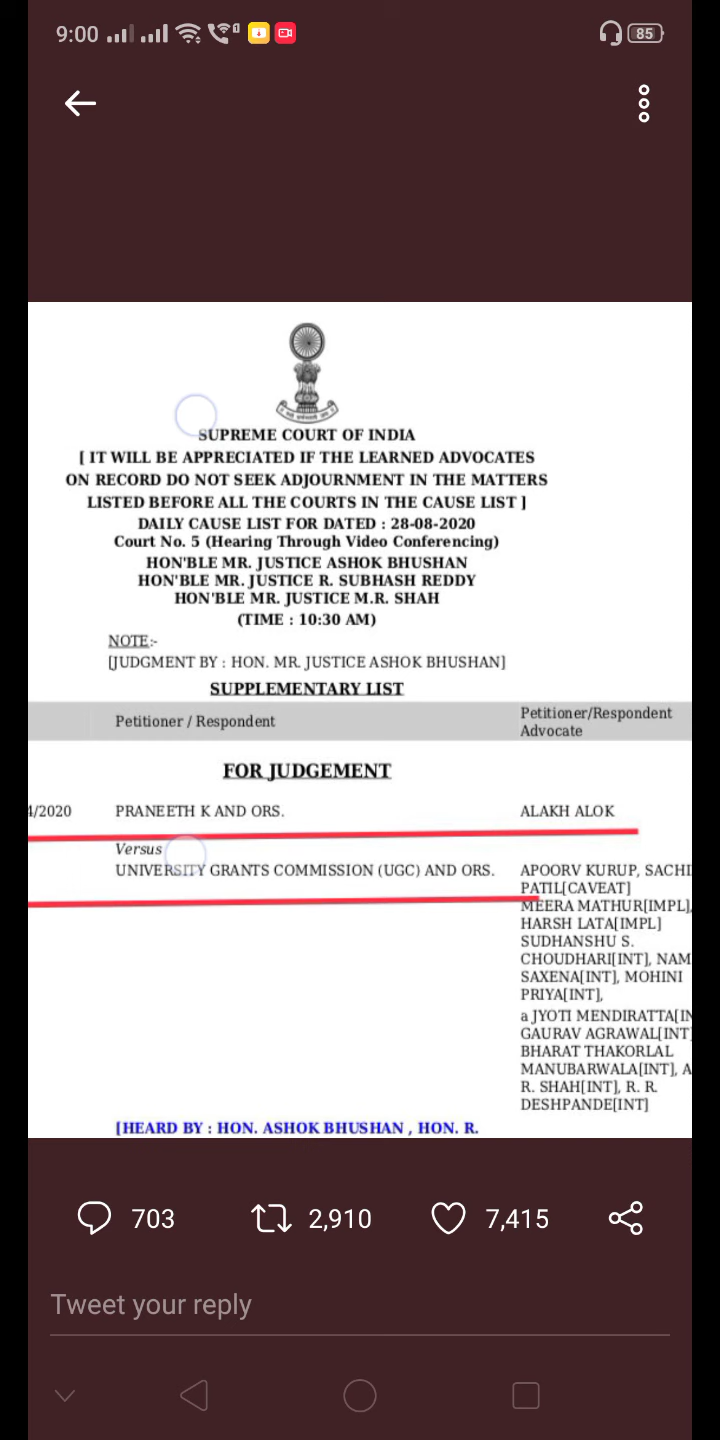 9:00
85
SUPREME COURT OF INDIA
[ IT WILL BE APPRECIATED IF THE LEARNED ADVOCATES
ON RECORD DO NOT SEEK ADJOURNMENT IN THE MATTERS
LISTED BEFORE ALL THE COURTS IN THE CAUSE LIST ]
DAILY CAUSE LIST FOR DATED : 28-08-2020
Court No. 5 (Hearing Through Video Conferencing)
HON'BLE MR. JUSTICE ASHOK BHUSHAN
HON'BLE MR. JUSTICE R. SUBHASH REDDY
HON'BLE MR. JUSTICE M.R. SHAH
(TIME : 10:30 AM)
NOTE:-
[JUDGMENT BY : HON. MR. JUSTICE ASHOK BHUSHAN]
SUPPLEMENTARY LIST
Petitioner / Respondent
Petitioner/Respondent
Advocate
FOR JUDGEMENT
4/2020 PRANEETH K AND ORS. ALAKH ALOK
Versus
UNIVERSITY GRANTS COMMISSION (UGC) AND ORS.
APOORV KURUP, SACHI
PATIL[CAVEAT]
MEERA MATHUR[IMPL],
HARSH LATA[IMPL]
SUDHANSHU S.
CHOUDHARI[INT], NAM
SAXENA[INT], MOHINI
PRIYA[INT],
a JYOTI MENDIRATTA[IN
GAURAV AGRAWAL[INT]
BHARAT THAKORLAL
MANUBARWALA[INT], A
R. SHAH[INT], R. R.
DESHPANDE[INT]
[HEARD BY : HON. ASHOK BHUSHAN , HON. R.
703 2,910 7,415
Tweet your reply